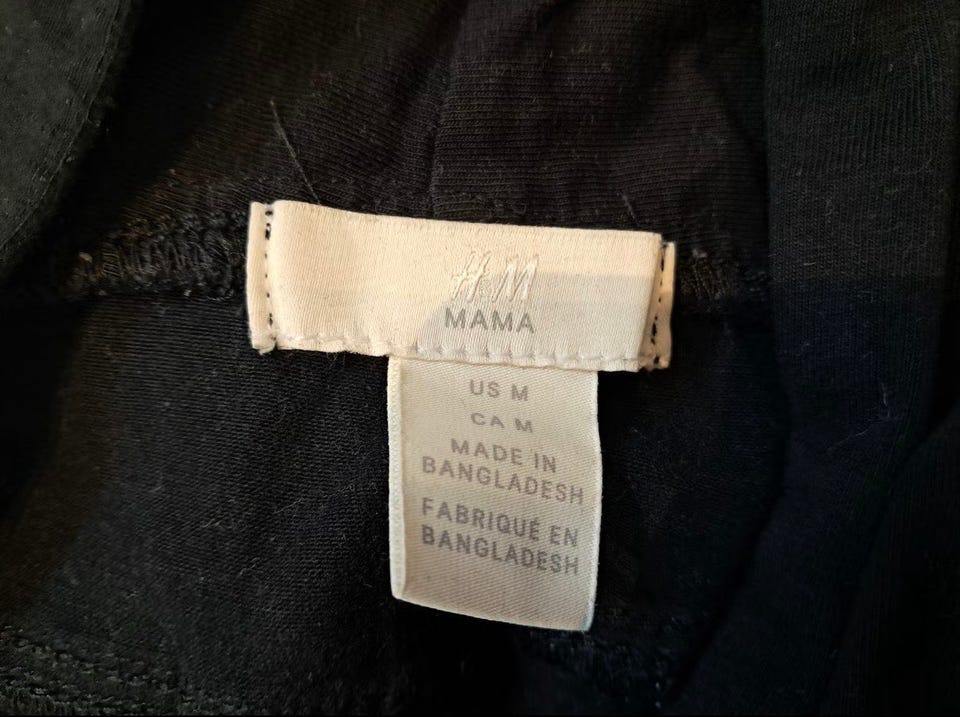 H&M
MAMA
US M
CA M
MADE IN
BANGLADESH
FABRIQUÉ EN
BANGLADESH